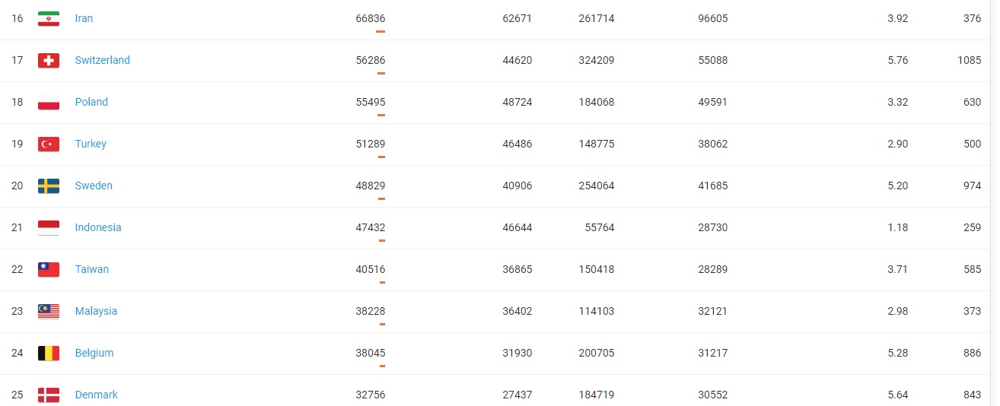 16 Iran 66836 62671 261714 96605 3.92 376
17 Switzerland 56286 44620 324209 55088 5.76 1085
18 Poland 55495 48724 184068 49591 3.32 630
19 Turkey 51289 46486 148775 38062 2.90 500
20 Sweden 48829 40906 254064 41685 5.20 974
21 Indonesia 47432 46644 55764 28730 1.18 259
22 Taiwan 40516 36865 150418 28289 3.71 585
23 Malaysia 38228 36402 114103 32121 2.98 373
24 Belgium 38045 31930 200705 31217 5.28 886
25 Denmark 32756 27437 184719 30552 5.64 843